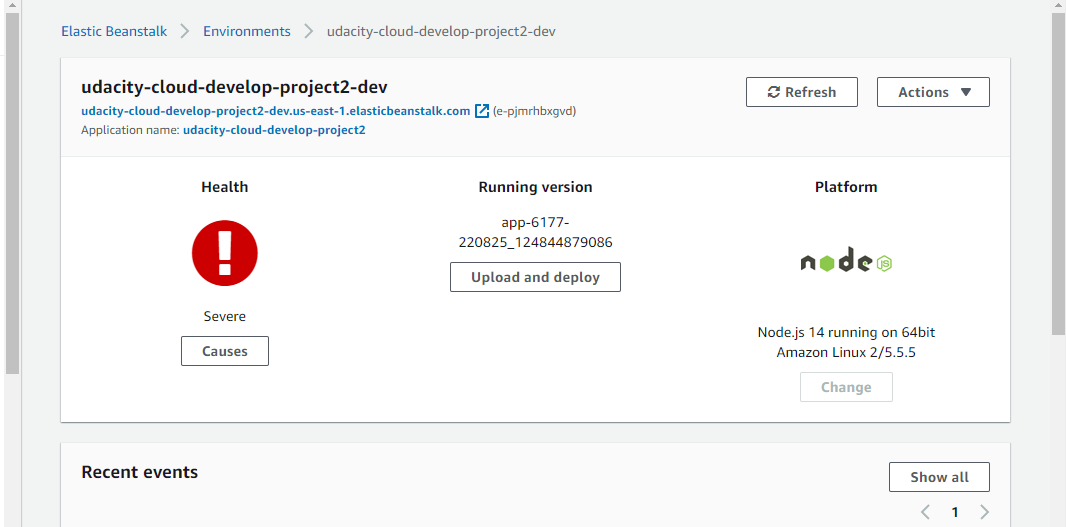 Elastic Beanstalk > Environments > udacity-cloud-develop-project2-dev
udacity-cloud-develop-project2-dev
Refresh
Actions
udacity-cloud-develop-project2-dev.us-east-1.elasticbeanstalk.com (e-pjmrhbxgvd)
Application name: udacity-cloud-develop-project2
Health
Severe
Causes
Running version
app-6177-
220825_124844879086
Upload and deploy
Platform
node JS
Node.js 14 running on 64bit
Amazon Linux 2/5.5.5
Change
Recent events
Show all
1